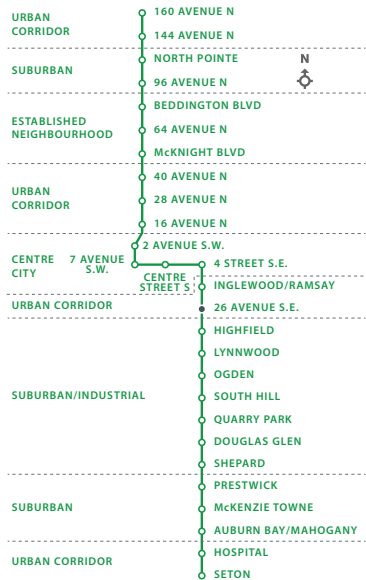 URBAN
CORRIDOR
160 AVENUE N
144 AVENUE N
SUBURBAN
NORTH POINTE
96 AVENUE N
N
ESTABLISHED
NEIGHBOURHOOD
BEDDINGTON BLVD
64 AVENUE N
McKNIGHT BLVD
URBAN
CORRIDOR
40 AVENUE N
28 AVENUE N
16 AVENUE N
CENTRE
CITY
2 AVENUE S.W.
7 AVENUE
S.W.
CENTRE
STREET S
4 STREET S.E.
URBAN CORRIDOR
INGLEWOOD/RAMSAY
26 AVENUE S.E.
SUBURBAN/INDUSTRIAL
HIGHFIELD
LYNNWOOD
OGDEN
SOUTH HILL
QUARRY PARK
DOUGLAS GLEN
SHEPARD
SUBURBAN
PRESTWICK
McKENZIE TOWNE
AUBURN BAY/MAHOGANY
URBAN CORRIDOR
HOSPITAL
SETON